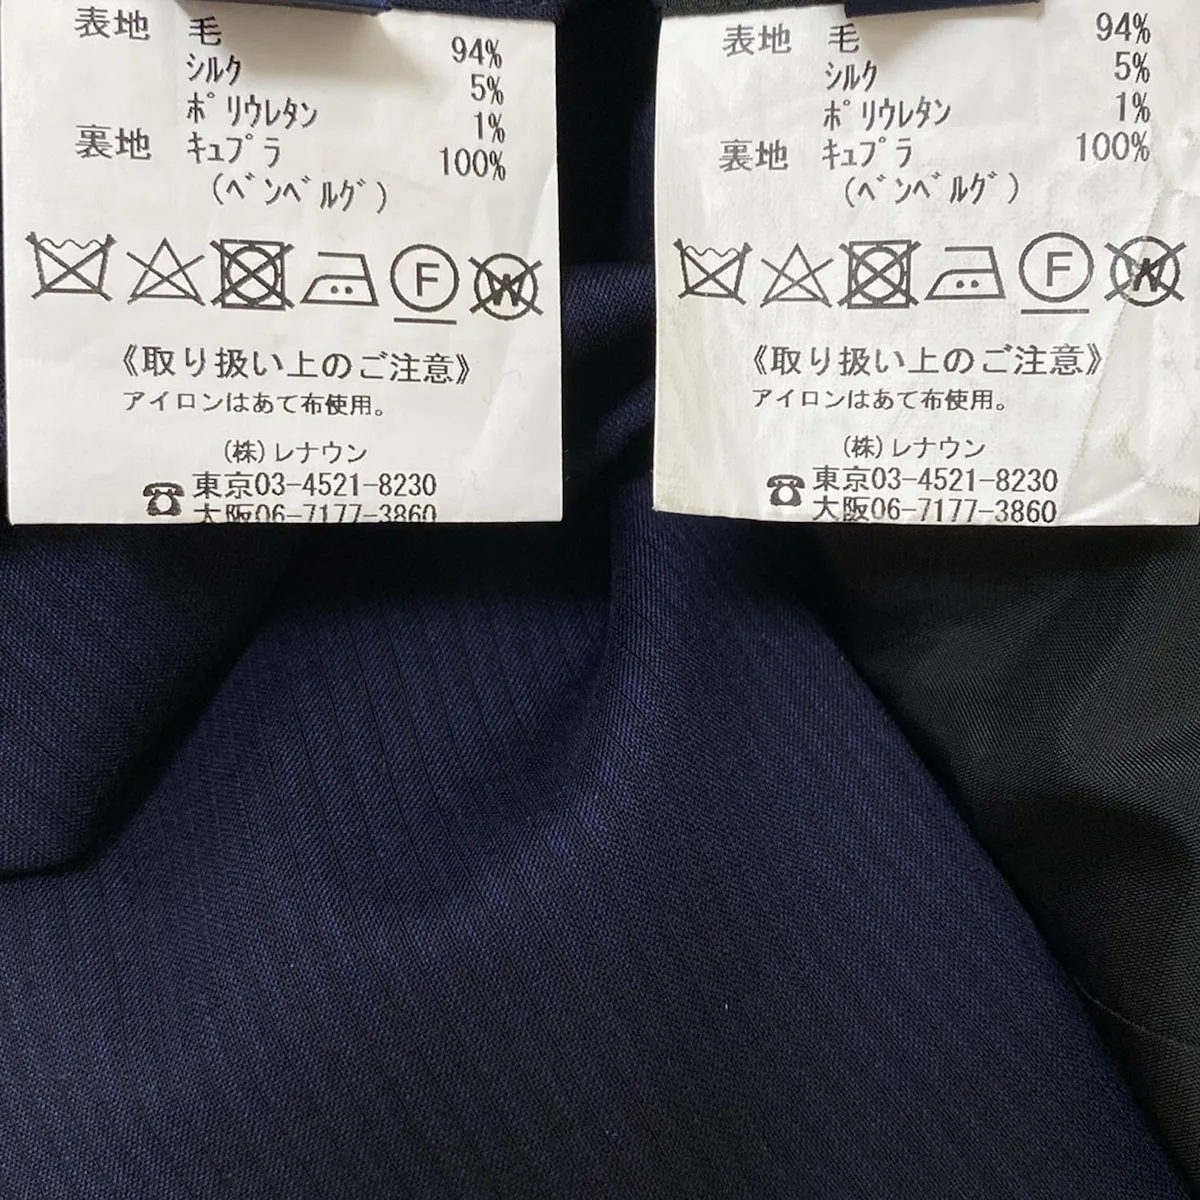 表地 毛 94%
シルク 5%
ポリウレタン 1%
裏地 キュプラ 100%
(ベンベルグ)
F W
《取り扱い上のご注意》
アイロンはあて布使用。
(株)レナウン
☎東京03-4521-8230
大阪06-7177-3860
表地 毛 94%
シルク 5%
ポリウレタン 1%
裏地 キュプラ 100%
(ベンベルグ)
F W
《取り扱い上のご注意》
アイロンはあて布使用。
(株)レナウン
☎東京03-4521-8230
大阪06-7177-3860